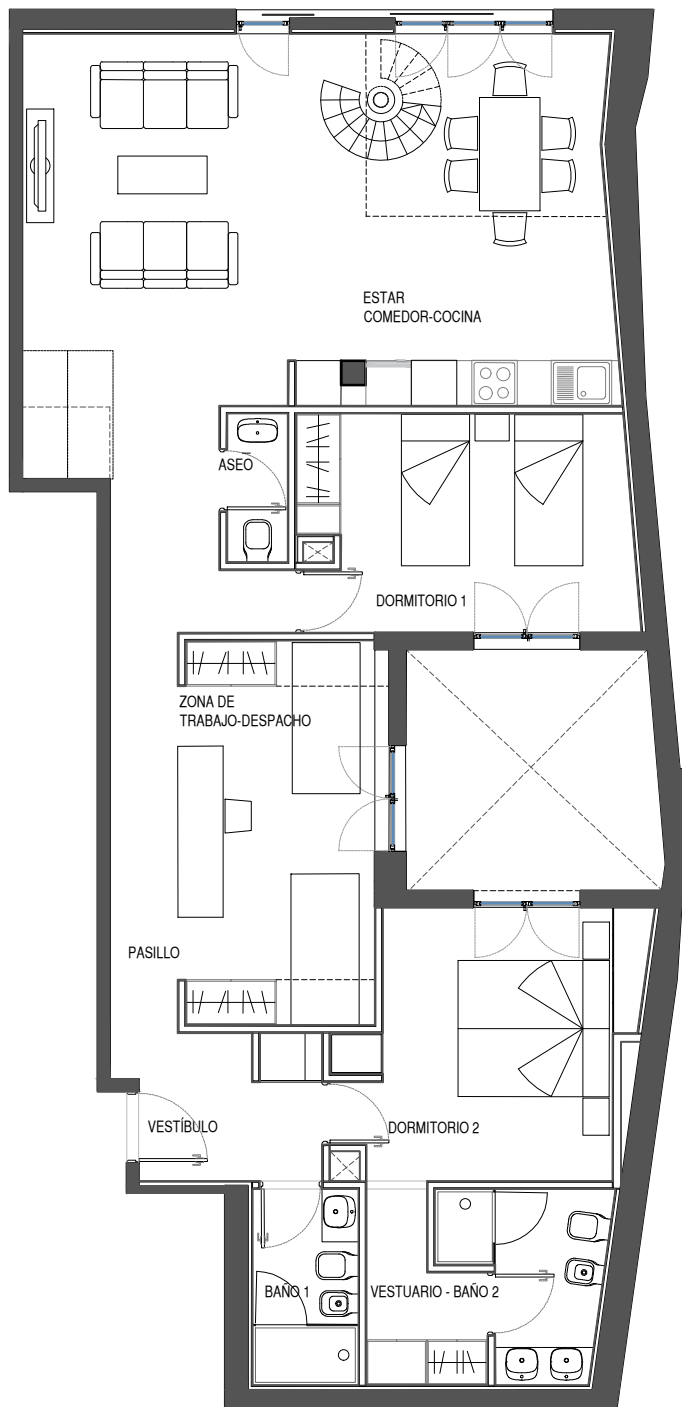 ESTAR
COMEDOR-COCINA
ASEO
DORMITORIO 1
ZONA DE
TRABAJO-DESPACHO
PASILLO
VESTÍBULO
DORMITORIO 2
BAÑO 1
VESTUARIO - BAÑO 2